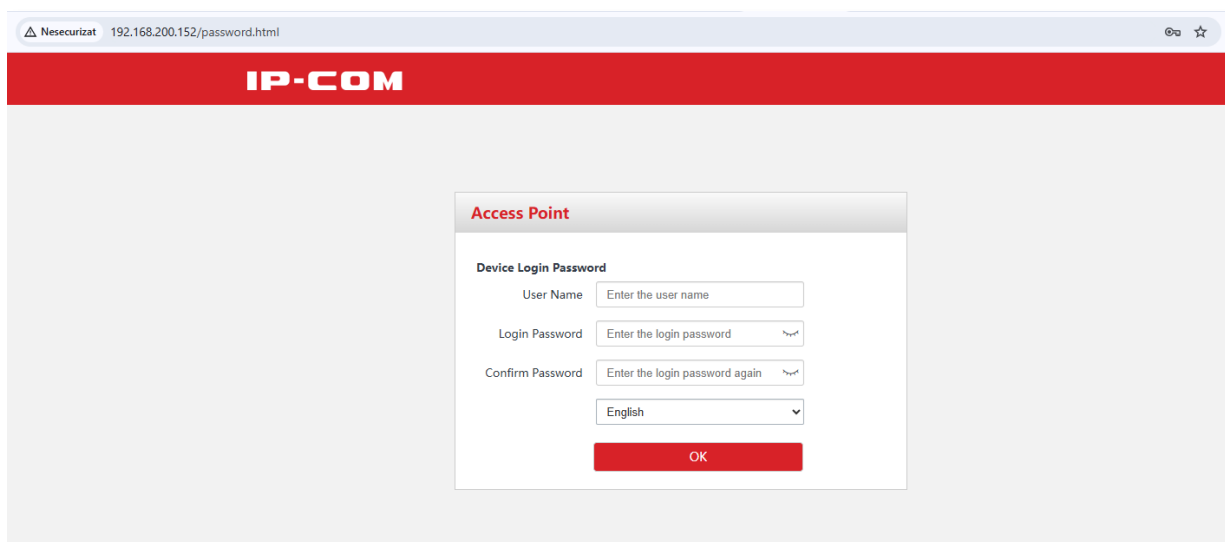 Nesecurizat 192.168.200.152/password.html
IP-COM
Access Point
Device Login Password
User Name Enter the user name
Login Password Enter the login password
Confirm Password Enter the login password again
English
OK